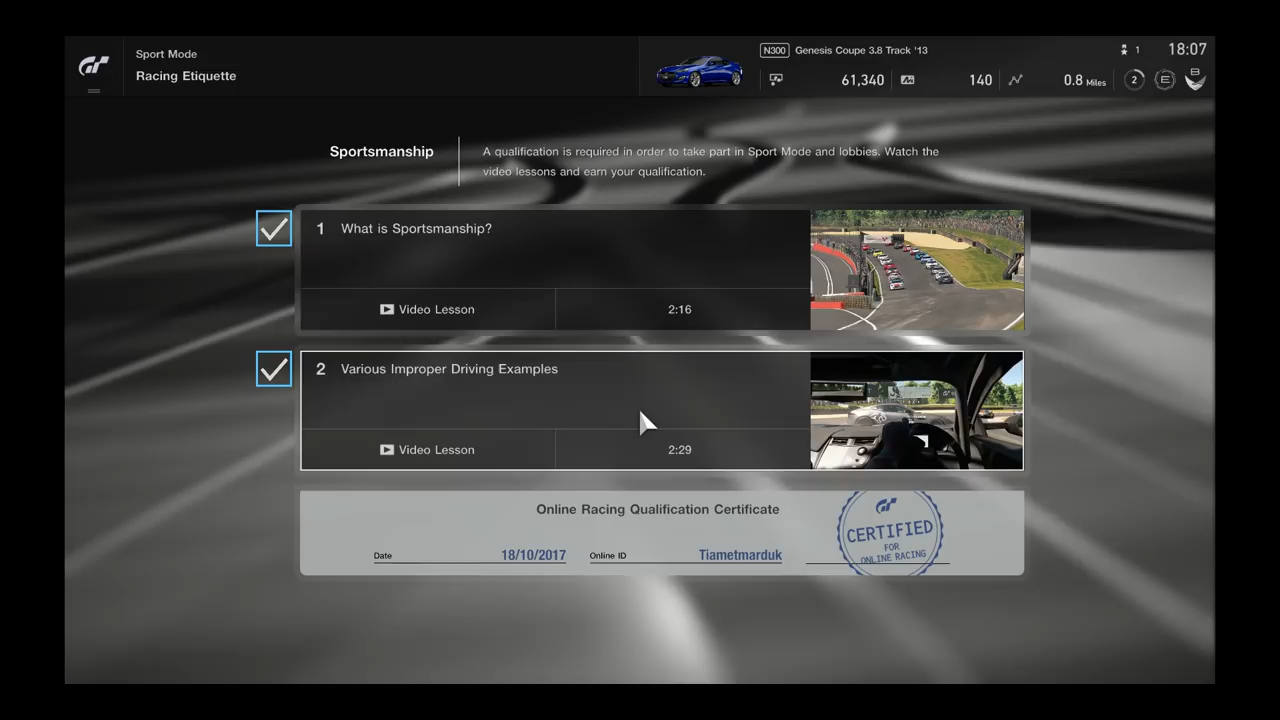 Sport Mode
Racing Etiquette
N300 Genesis Coupe 3.8 Track '13
1 18:07
61,340 140 0.8 Miles 2 E B
Sportsmanship
A qualification is required in order to take part in Sport Mode and lobbies. Watch the
video lessons and earn your qualification.
1 What is Sportsmanship?
Video Lesson 2:16
2 Various Improper Driving Examples
Video Lesson 2:29
Online Racing Qualification Certificate
Date 18/10/2017 Online ID Tiametmarduk
GT
CERTIFIED
FOR
ONLINE RACING